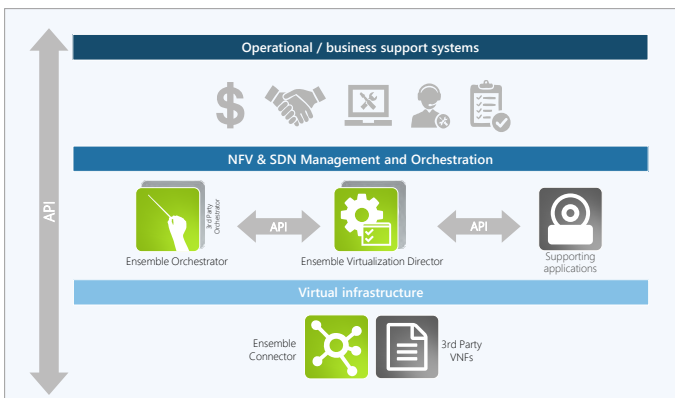 Operational / business support systems
NFV & SDN Management and Orchestration
API
3rd Party
Orchestrator
API
API
Ensemble Orchestrator
Ensemble Virtualization Director
Supporting
applications
Virtual infrastructure
Ensemble
Connector
3rd Party
VNFs